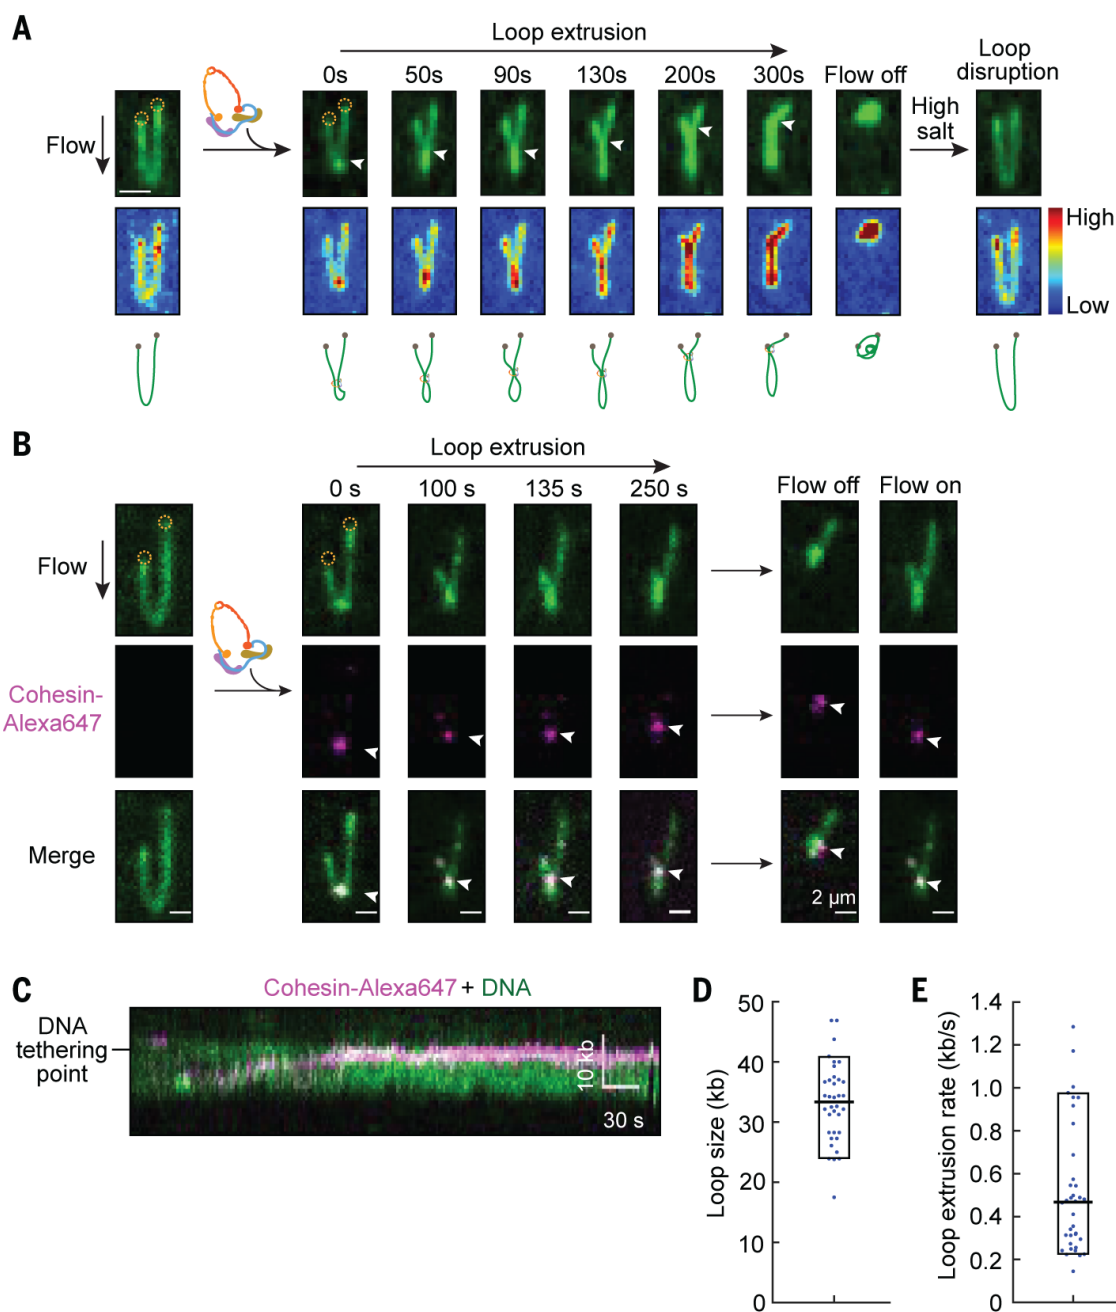 A
Loop extrusion
0s 50s 90s 130s 200s 300s Flow off
Loop
disruption
Flow
High
salt
High
Low
B
Loop extrusion
0 s 100 s 135 s 250 s Flow off Flow on
Flow
Cohesin-
Alexa647
Merge
2 µm
C
Cohesin-Alexa647 + DNA
DNA
tethering
point
10 kb
30 s
D
Loop size (kb)
50
40
30
20
10
0
E
Loop extrusion rate (kb/s)
1.4
1.2
1.0
0.8
0.6
0.4
0.2
0